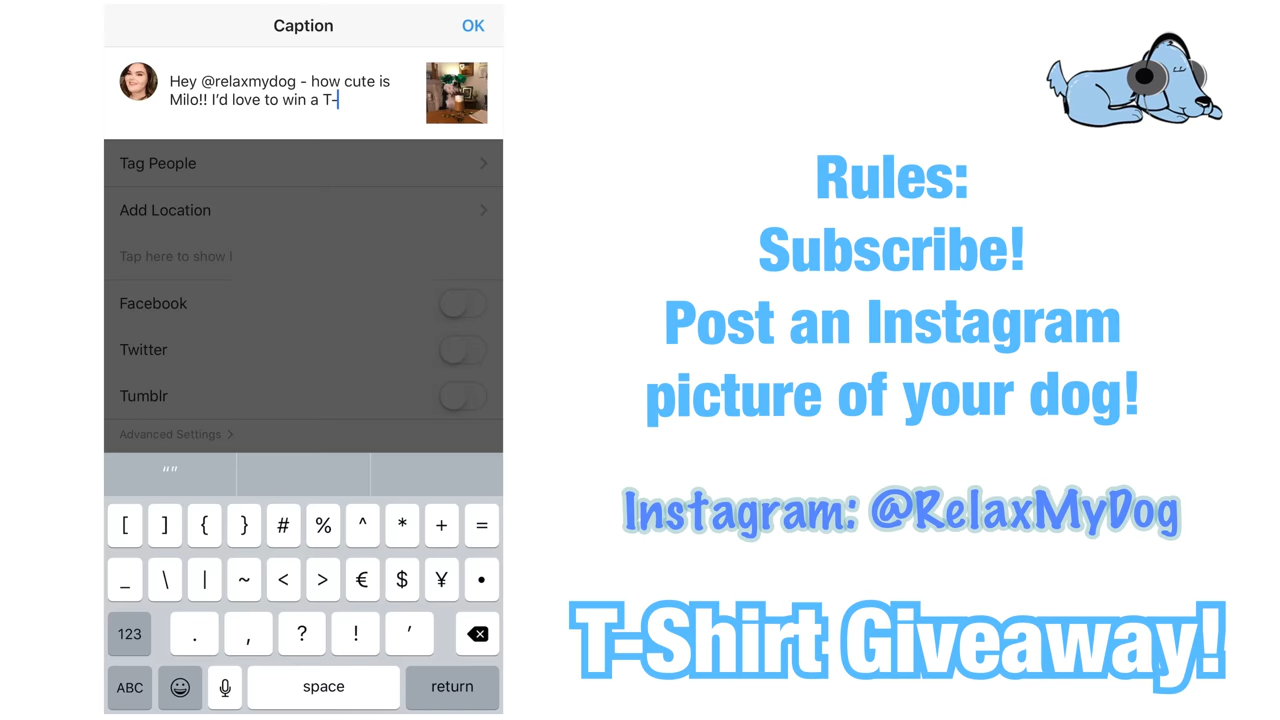 Caption
OK
Hey @relaxmydog - how cute is
Milo!! I'd love to win a T-
Tag People
Add Location
Tap here to show l
Facebook
Twitter
Tumblr
Advanced Settings
“”
[ ] { } # % ^ * + =
_ \ | ~ < > € $ ¥ •
123 . , ? ! ′
ABC space return
Rules:
Subscribe!
Post an Instagram
picture of your dog!
Instagram: @RelaxMyDog
T-Shirt Giveaway!